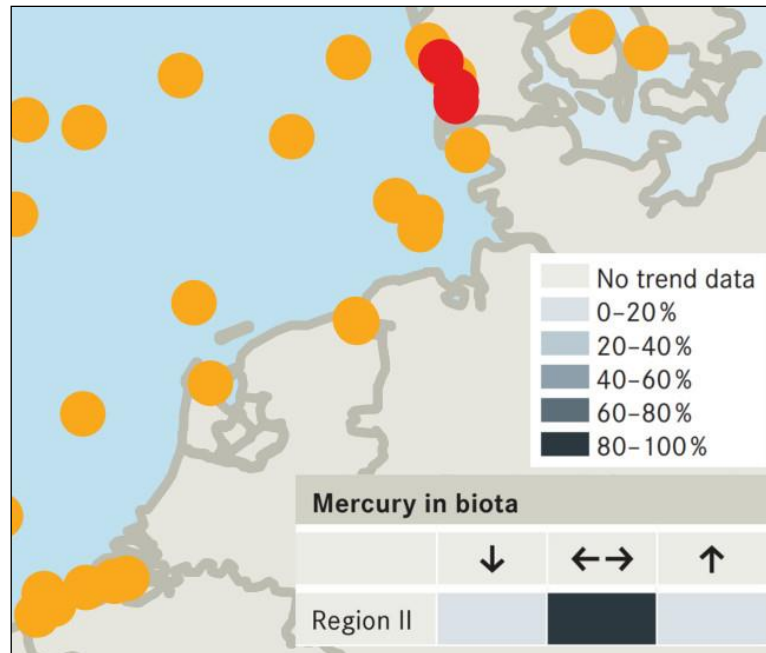 No trend data
0–20%
20–40%
40–60%
60–80%
80–100%
Mercury in biota
↓ ←→ ↑
Region II